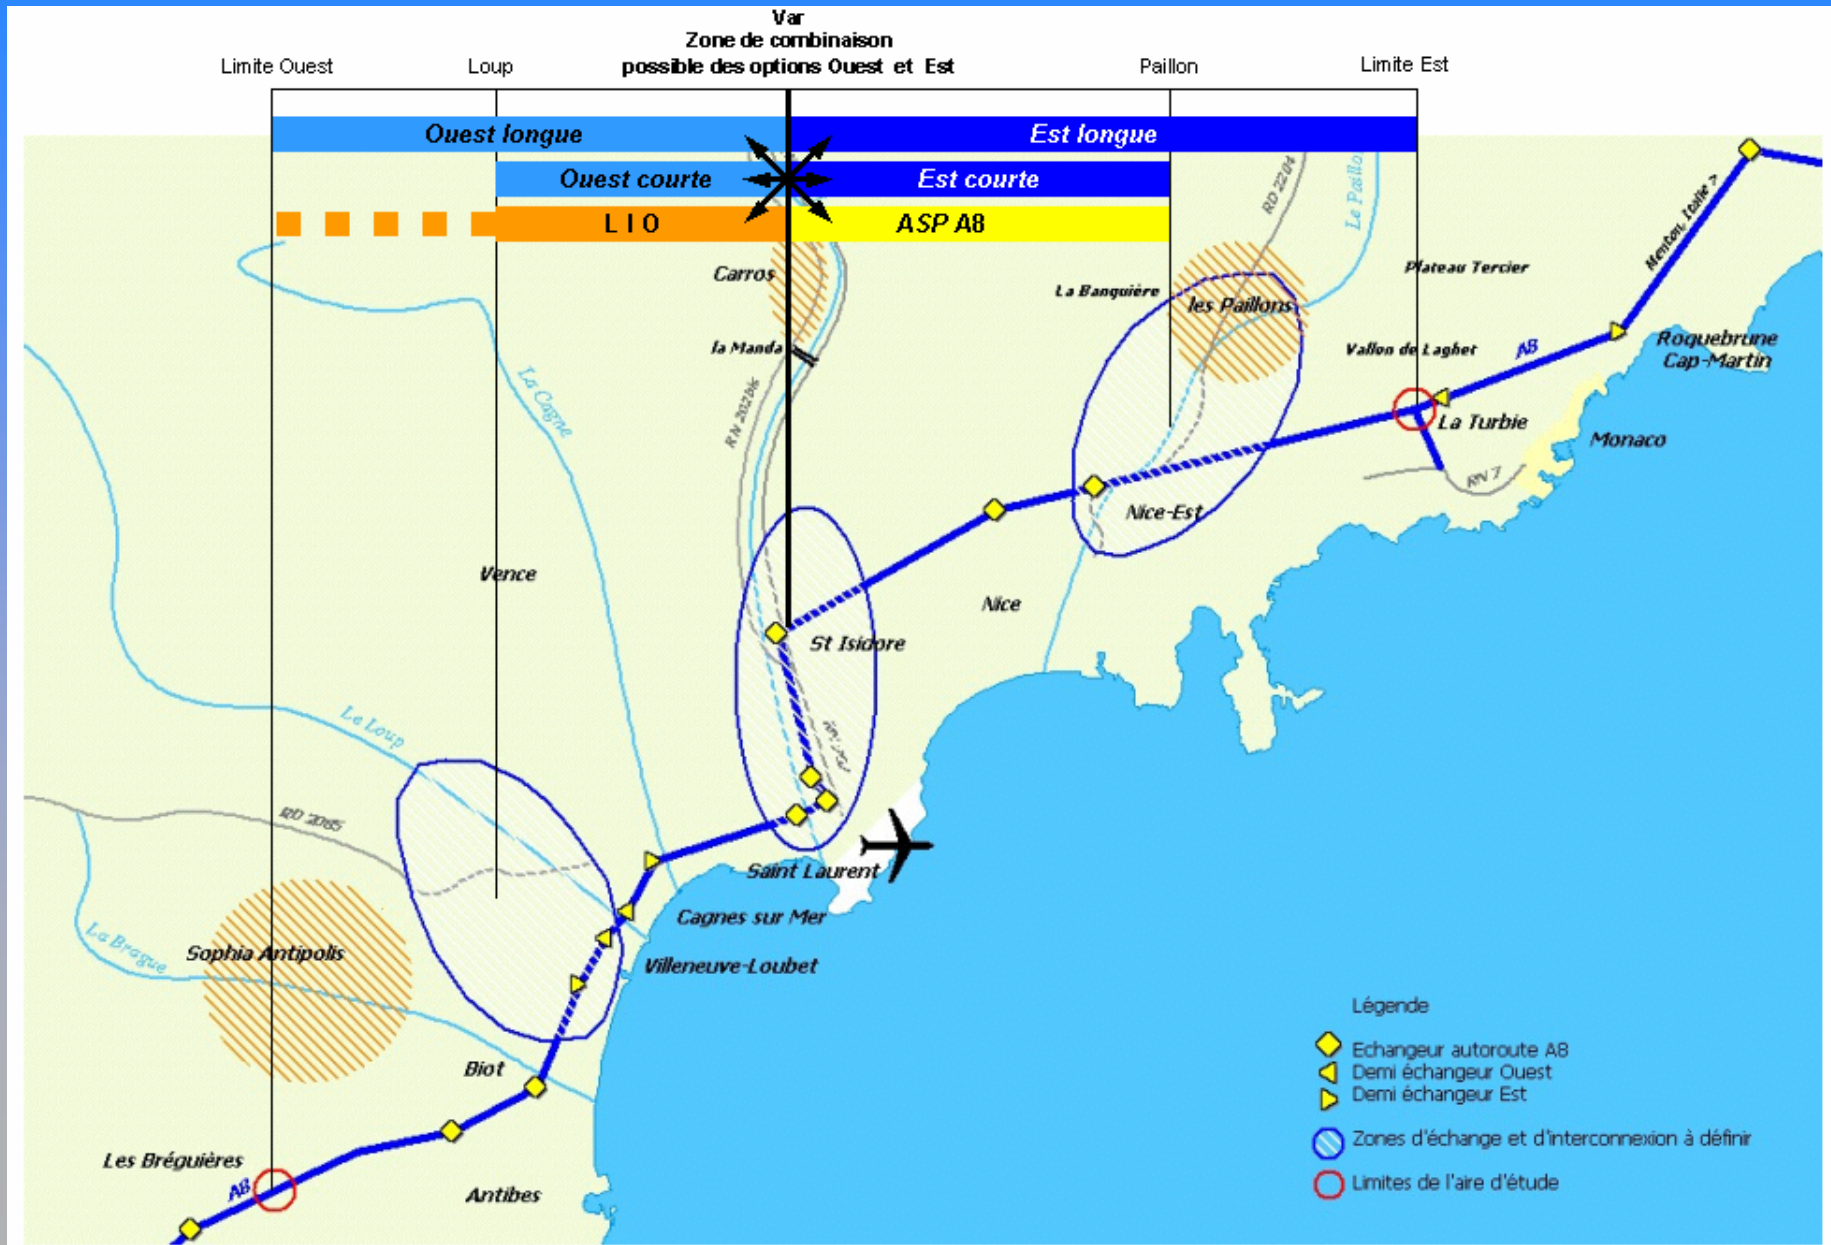 Var
Zone de combinaison
possible des options Ouest et Est
Limite Ouest
Loup
Paillon
Limite Est
Ouest longue
Est longue
Ouest courte
Est courte
L I O
ASP A8
RD 2204
Le Paillon
Menton, Italie >
Carros
La Banquière
les Paillons
Plateau Tercier
la Manda
Vallon de Laghet
A8
Roquebrune
Cap-Martin
La Cagne
RN 202 bis
La Turbie
Monaco
RN 7
Nice-Est
Vence
Nice
St Isidore
Le Loup
RD 2085
Saint Laurent
Cagnes sur Mer
La Brague
Sophia Antipolis
Villeneuve-Loubet
Biot
Les Bréguières
A8
Antibes
Légende
Echangeur autoroute A8
Demi échangeur Ouest
Demi échangeur Est
Zones d'échange et d'interconnexion à définir
Limites de l'aire d'étude